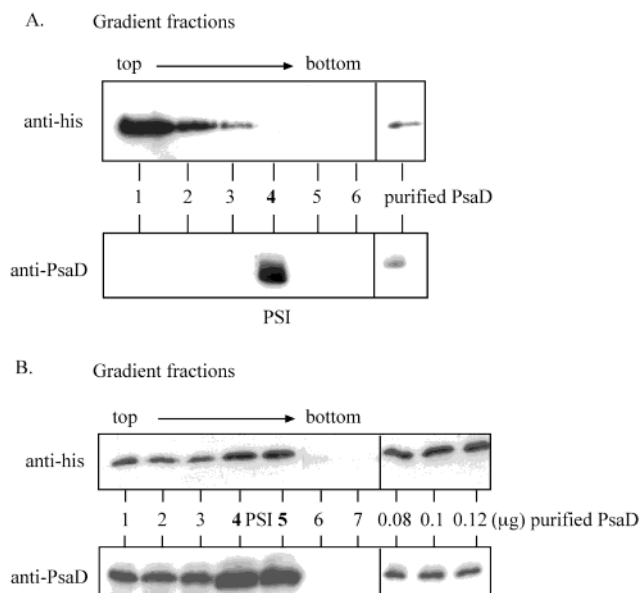 A. Gradient fractions
top bottom
anti-his
1 2 3 4 5 6 purified PsaD
anti-PsaD
PSI
B. Gradient fractions
top bottom
anti-his
1 2 3 4 PSI 5 6 7 0.08 0.1 0.12 (μg) purified PsaD
anti-PsaD